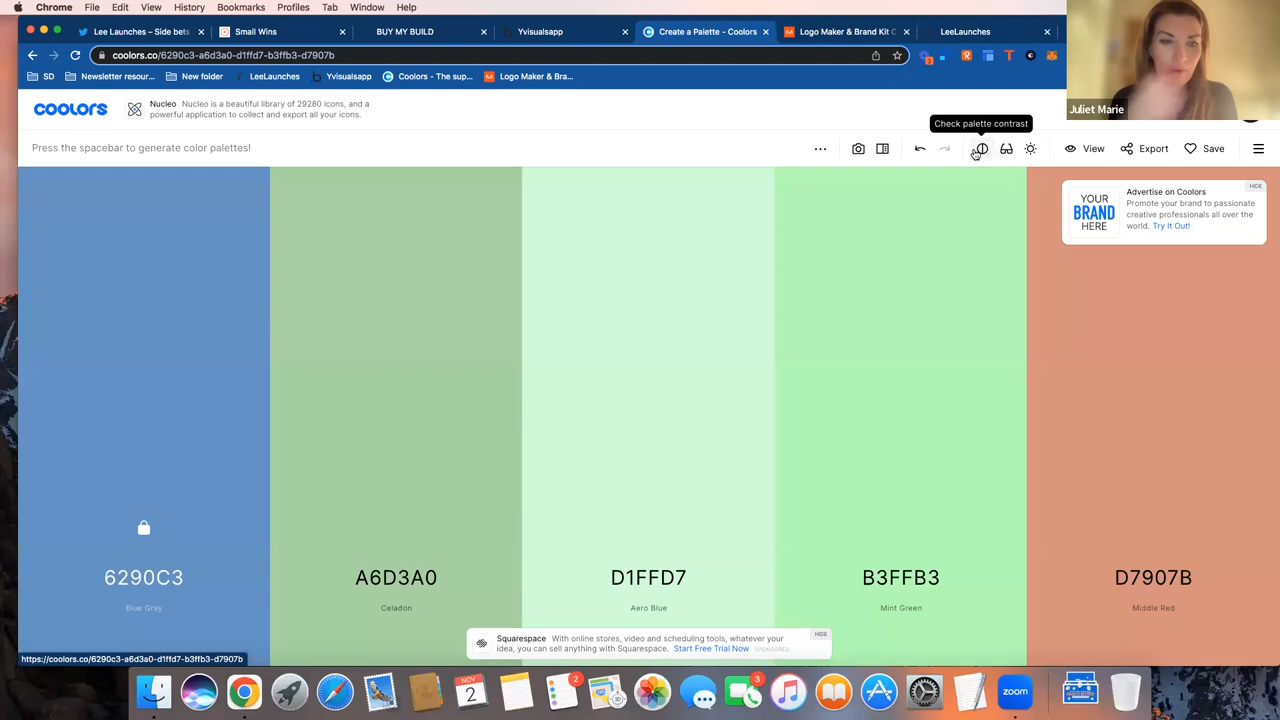 Chrome File Edit View History Bookmarks Profiles Tab Window Help
Lee Launches – Side bets Small Wins BUY MY BUILD Yvisualsapp Create a Palette - Coolors Logo Maker & Brand Kit C LeeLaunches
coolors.co/6290c3-a6d3a0-d1ffd7-b3ffb3-d7907b
SD Newsletter resour... New folder LeeLaunches Yvisualsapp Coolors - The sup... Logo Maker & Bra...
Juliet Marie
coolors
Nucleo Nucleo is a beautiful library of 29280 icons, and a
powerful application to collect and export all your icons.
Check palette contrast
Press the spacebar to generate color palettes!
View Export Save
Advertise on Coolors
HIDE
Promote your brand to passionate
creative professionals all over the
world. Try It Out!
YOUR
BRAND
HERE
6290C3 A6D3A0 D1FFD7 B3FFB3 D7907B
Blue Gray Celadon Aero Blue Mint Green Middle Red
Squarespace With online stores, video and scheduling tools, whatever your
idea, you can sell anything with Squarespace. Start Free Trial Now SPONSORED
HIDE
https://coolors.co/6290c3-a6d3a0-d1ffd7-b3ffb3-d7907b
NOV
2
2
3
zoom